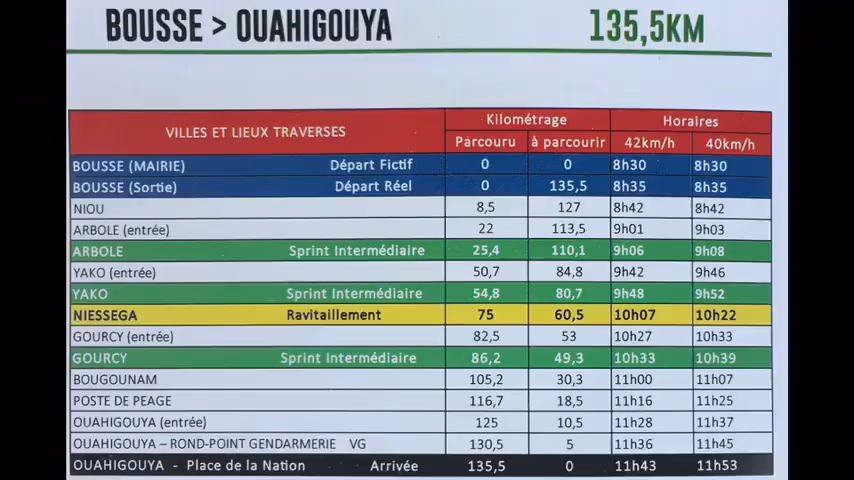 BOUSSE > OUAHIGOUYA 135,5KM
VILLES ET LIEUX TRAVERSES Kilométrage Horaires
Parcouru à parcourir 42km/h 40km/h
BOUSSE (MAIRIE) Départ Fictif 0 0 8h30 8h30
BOUSSE (Sortie) Départ Réel 0 135,5 8h35 8h35
NIOU 8,5 127 8h42 8h42
ARBOLE (entrée) 22 113,5 9h01 9h03
ARBOLE Sprint Intermédiaire 25,4 110,1 9h06 9h08
YAKO (entrée) 50,7 84,8 9h42 9h46
YAKO Sprint Intermédiaire 54,8 80,7 9h48 9h52
NIESSEGA Ravitaillement 75 60,5 10h07 10h22
GOURCY (entrée) 82,5 53 10h27 10h33
GOURCY Sprint Intermédiaire 86,2 49,3 10h33 10h39
BOUGOUNAM 105,2 30,3 11h00 11h07
POSTE DE PEAGE 116,7 18,5 11h16 11h25
OUAHIGOUYA (entrée) 125 10,5 11h28 11h37
OUAHIGOUYA – ROND-POINT GENDARMERIE VG 130,5 5 11h36 11h45
OUAHIGOUYA - Place de la Nation Arrivée 135,5 0 11h43 11h53